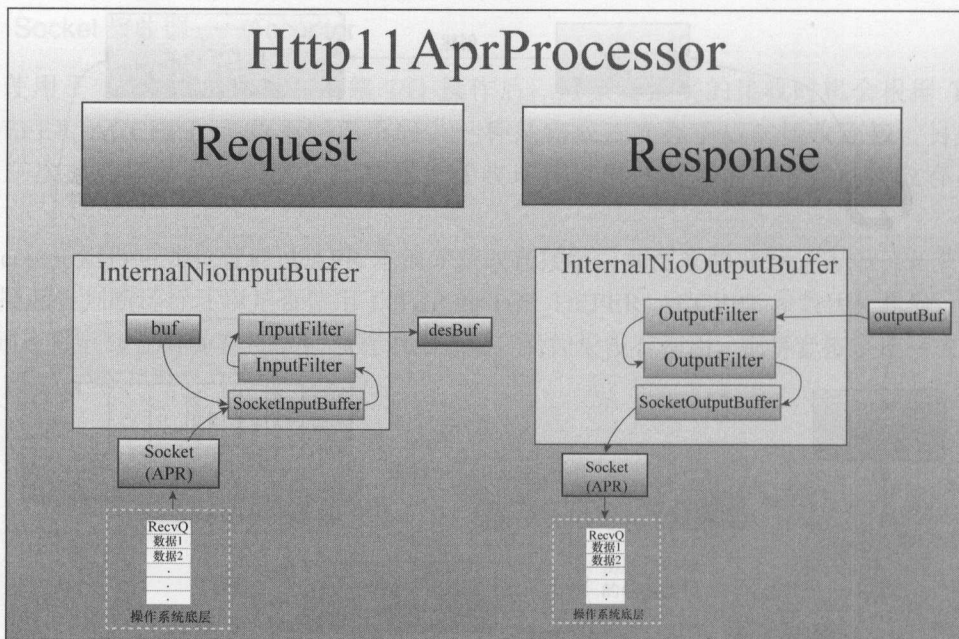 Http11AprProcessor
Request
Response
InternalNioInputBuffer
buf
InputFilter
desBuf
InputFilter
SocketInputBuffer
Socket
(APR)
RecvQ
数据1
数据2
.
.
.
操作系统底层
InternalNioOutputBuffer
OutputFilter
outputBuf
OutputFilter
SocketOutputBuffer
Socket
(APR)
RecvQ
数据1
数据2
.
.
.
操作系统底层